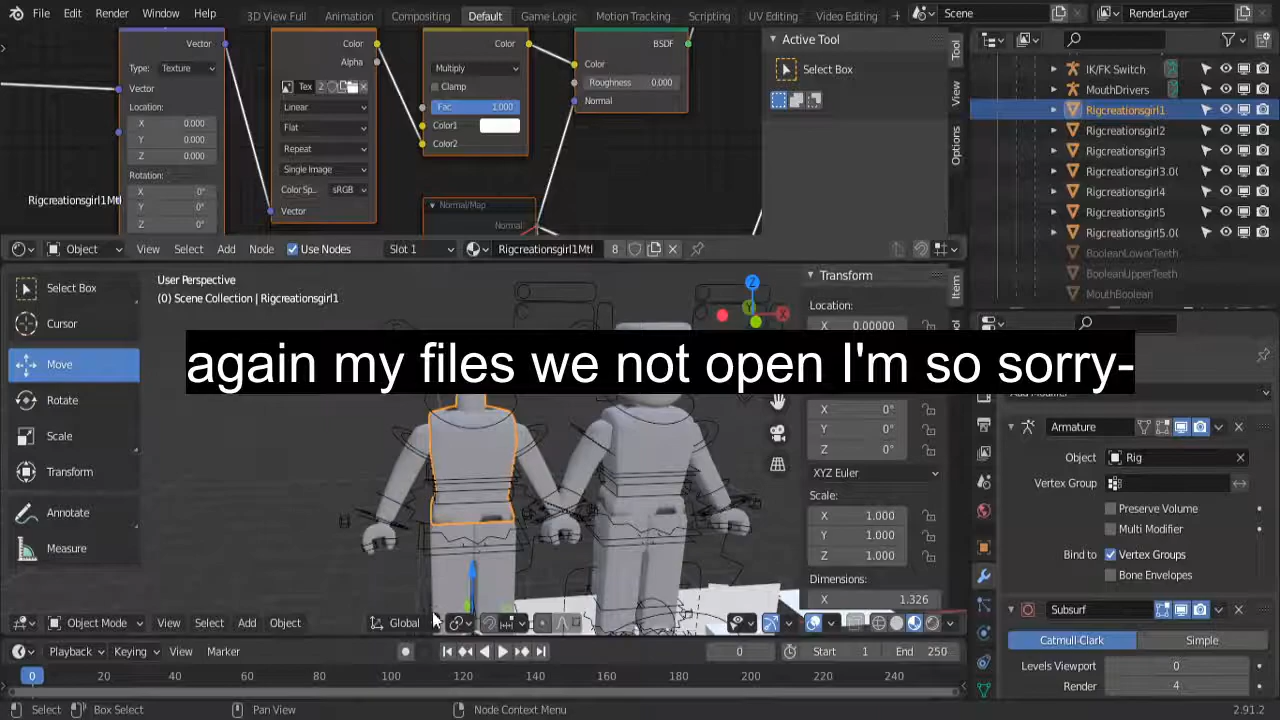 File Edit Render Window Help 3D View Full Animation Compositing Default Game Logic Motion Tracking Scripting UV Editing Video Editing + Scene RenderLayer
Vector
Type: Texture
Vector
Location:
X 0.000
Y 0.000
Z 0.000
Rotation:
X 0°
Y 0°
Z 0°
Rigcreationsgirl1Mtl
Color
Alpha
Tex 2
Linear
Flat
Repeat
Single Image
Color Sp.. sRGB
Vector
Color
Multiply
Clamp
Fac: 1.000
Color1
Color2
Normal/Map
Normal
BSDF
Color
Roughness 0.000
Normal
Active Tool
Select Box
Tool
View
Options
IK/FK Switch
MouthDrivers
Rigcreationsgirl1
Rigcreationsgirl2
Rigcreationsgirl3
Rigcreationsgirl3.0(
Rigcreationsgirl4
Rigcreationsgirl5
Rigcreationsgirl5.0(
BooleanLowerTeeth
BooleanUpperTeeth
MouthBoolean
Object View Select Add Node Use Nodes Slot 1 Rigcreationsgirl1Mtl 8
Select Box
Cursor
Move
Rotate
Scale
Transform
Annotate
Measure
User Perspective
(0) Scene Collection | Rigcreationsgirl1
Z
Y
X
again my files we not open I'm so sorry-
Transform
Location:
X 0.00000
X 0°
Y 0°
Z 0°
XYZ Euler
Scale:
X 1.000
Y 1.000
Z 1.000
Dimensions:
X 1.326
Item
Armature
Object Rig
Vertex Group
Preserve Volume
Multi Modifier
Bind to Vertex Groups
Bone Envelopes
Subsurf
Catmull-Clark Simple
Levels Viewport 0
Render 4
Object Mode View Select Add Object Global
Playback Keying View Marker 0 Start 1 End 250
0 20 40 60 80 100 120 140 160 180 200 220 240
Select Box Select Pan View Node Context Menu 2.91.2